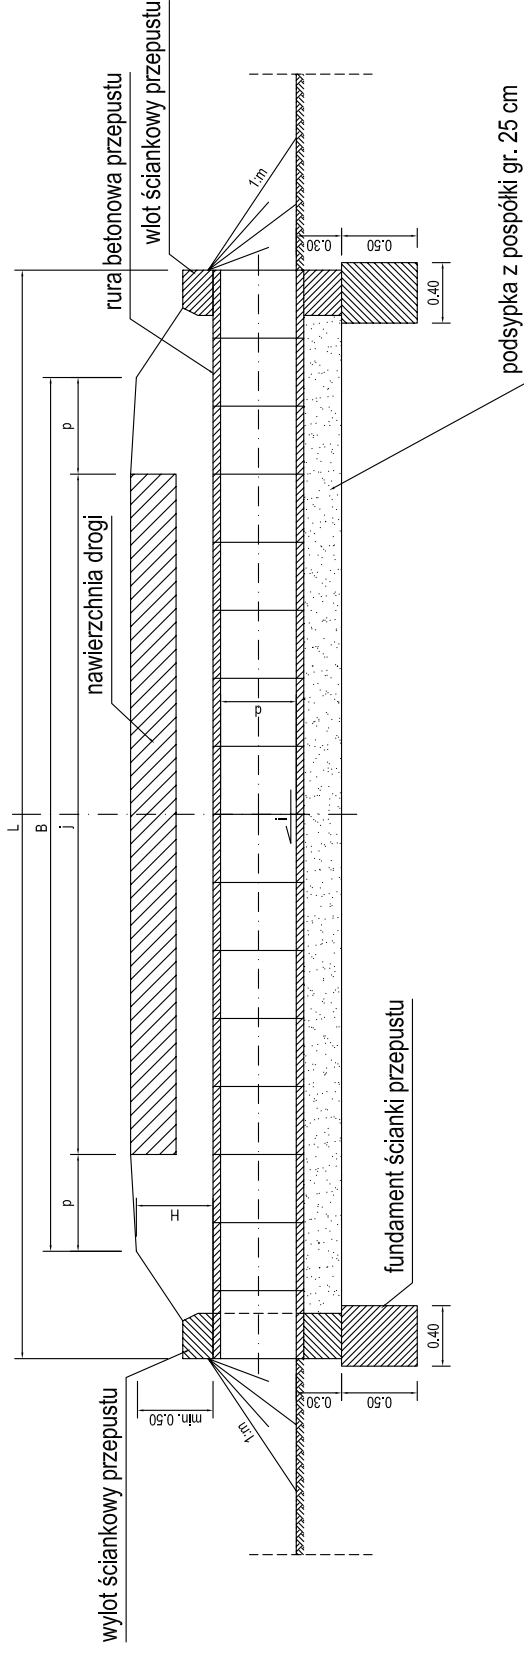 wylot ściankowy przepustu
nawierzchnia drogi
rura betonowa przepustu
wlot ściankowy przepustu
L
B
j
p
p
H
min. 0.50
1:m
1:m
d
i
0.30
0.50
0.40
0.30
0.50
0.40
fundament ścianki przepustu
podsypka z pospółki gr. 25 cm